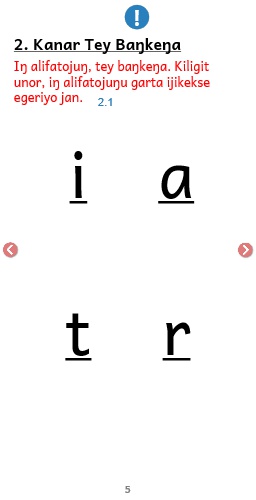 !
2. Kanar Tey Baŋkeŋa
Iŋ alifatojuŋ, tey baŋkeŋa. Kiligit
unor, iŋ alifatojuŋu garta ijikekse
egeriyo jan. 2.1
i a
t r
5